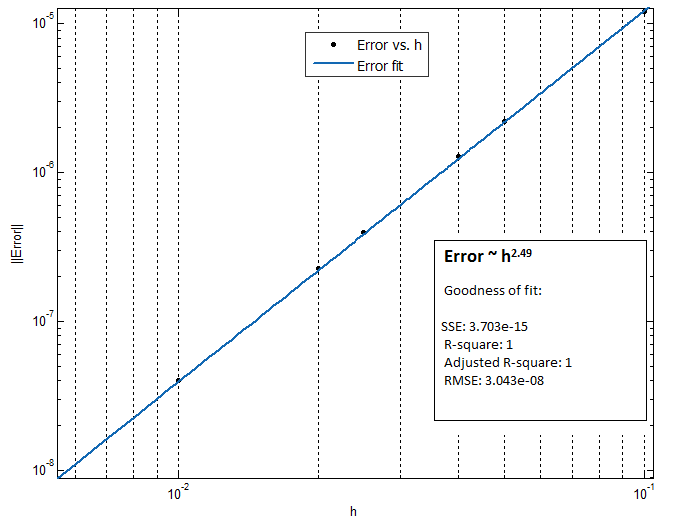 10⁻⁵
Error vs. h
Error fit
10⁻⁶
||Error||
Error ~ h²·⁴⁹
Goodness of fit:
SSE: 3.703e-15
R-square: 1
Adjusted R-square: 1
RMSE: 3.043e-08
10⁻⁷
10⁻⁸
10⁻²
10⁻¹
h